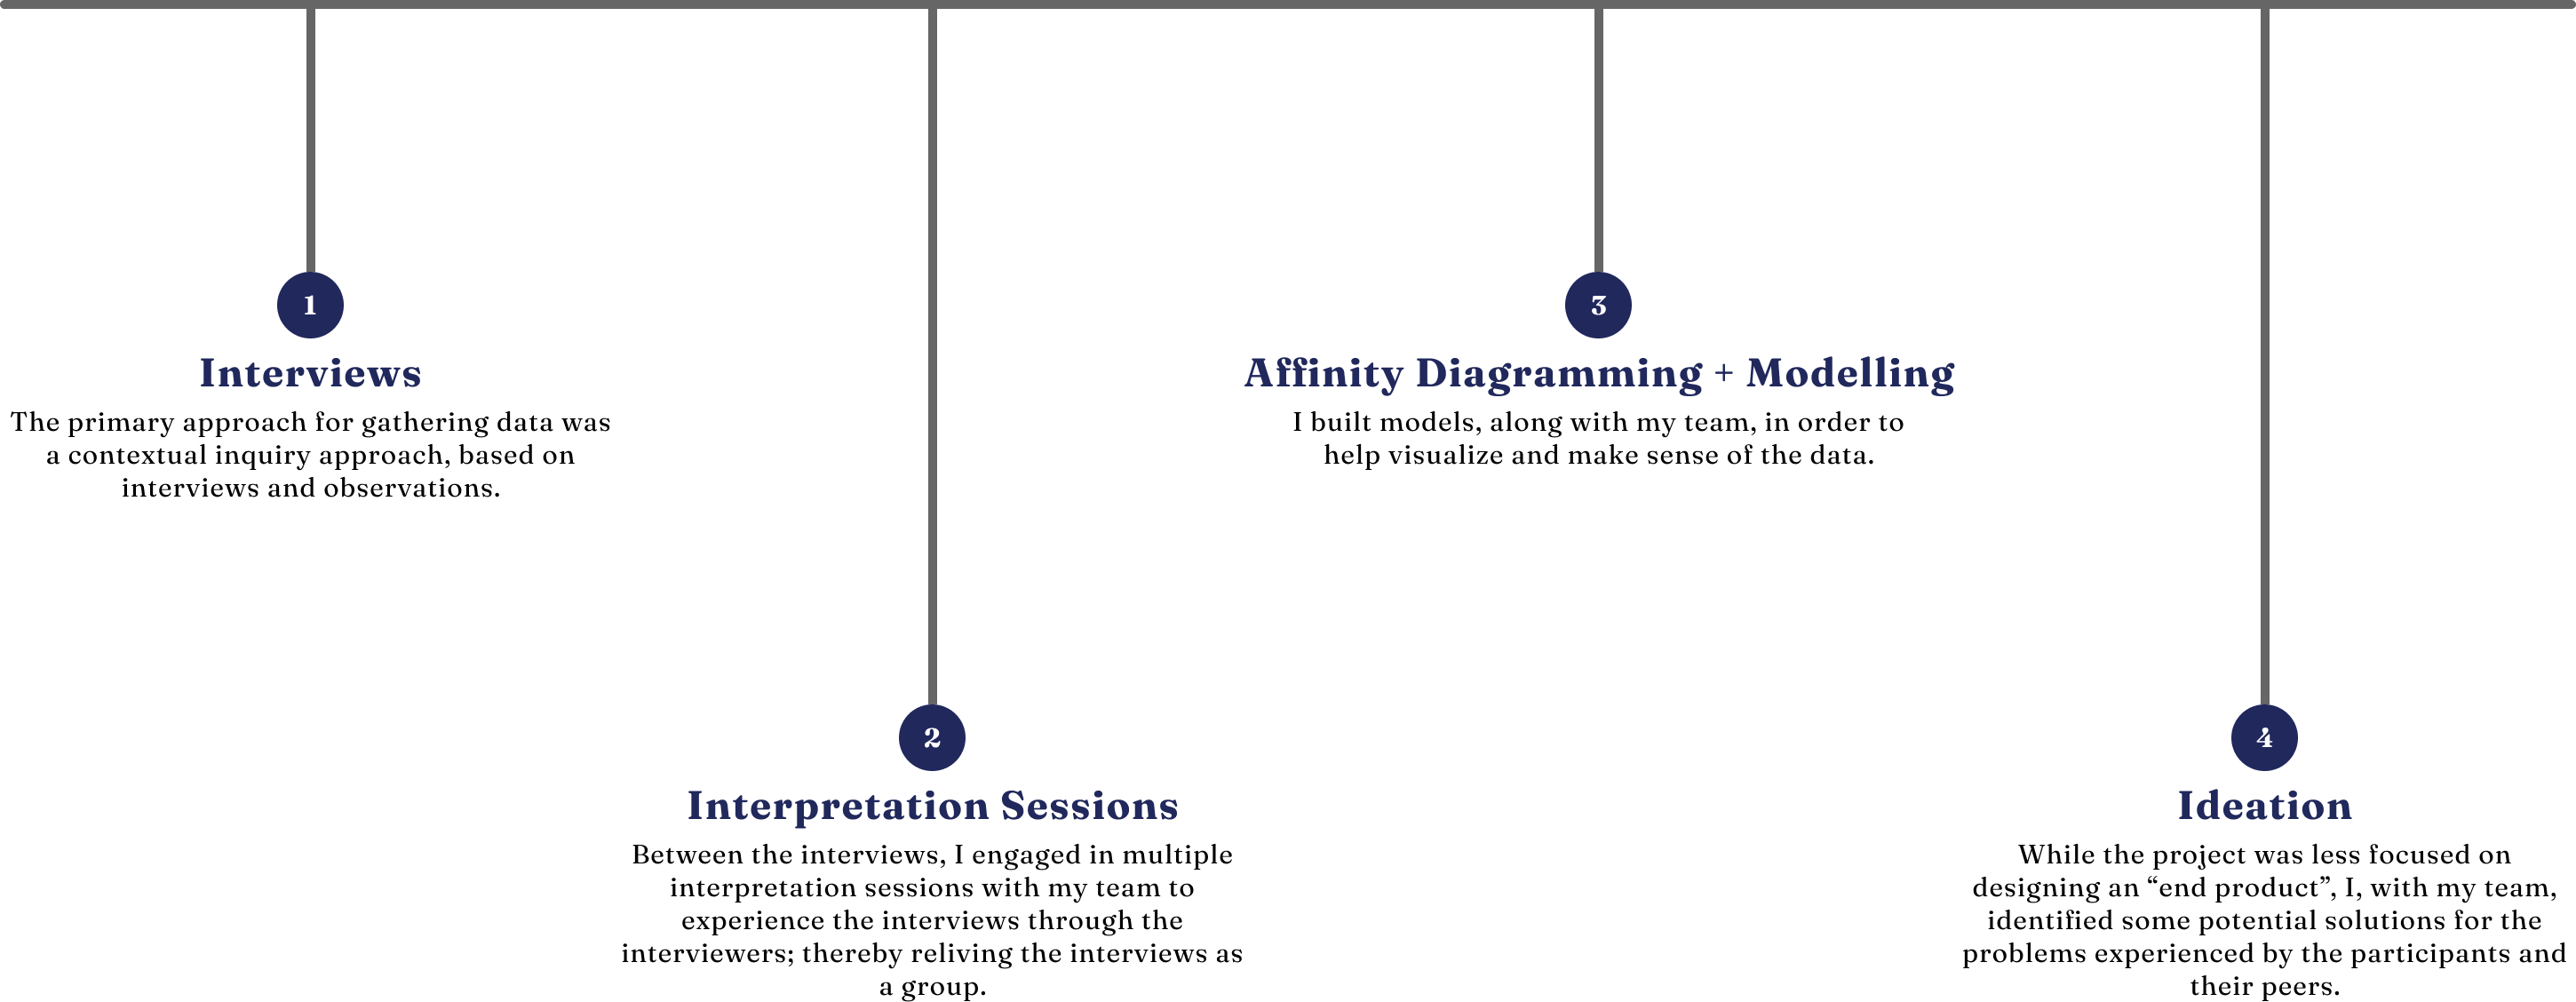 1
Interviews
The primary approach for gathering data was
a contextual inquiry approach, based on
interviews and observations.
2
Interpretation Sessions
Between the interviews, I engaged in multiple
interpretation sessions with my team to
experience the interviews through the
interviewers; thereby reliving the interviews as
a group.
3
Affinity Diagramming + Modelling
I built models, along with my team, in order to
help visualize and make sense of the data.
4
Ideation
While the project was less focused on
designing an “end product”, I, with my team,
identified some potential solutions for the
problems experienced by the participants and
their peers.